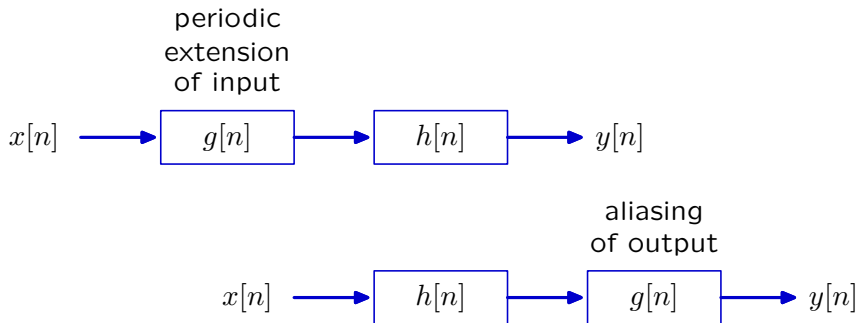 periodic
extension
of input
x[n] g[n] h[n] y[n]
aliasing
of output
x[n] h[n] g[n] y[n]